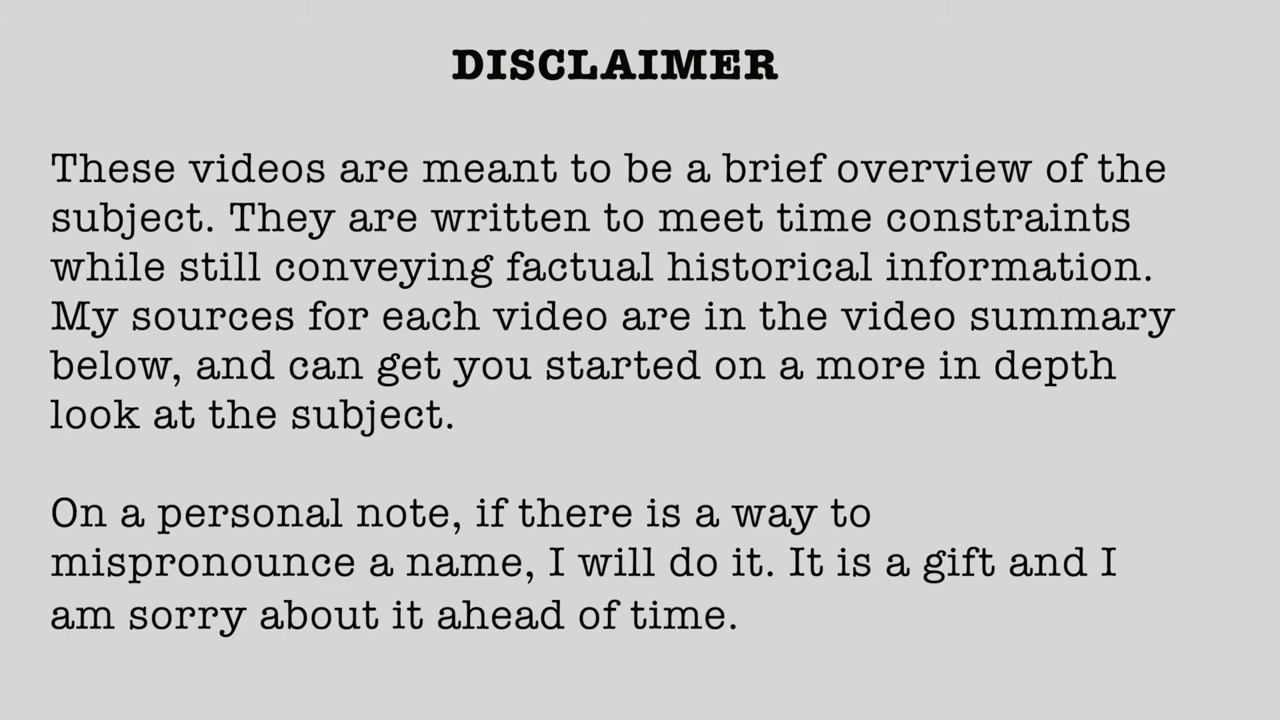 DISCLAIMER
These videos are meant to be a brief overview of the
subject. They are written to meet time constraints
while still conveying factual historical information.
My sources for each video are in the video summary
below, and can get you started on a more in depth
look at the subject.
On a personal note, if there is a way to
mispronounce a name, I will do it. It is a gift and I
am sorry about it ahead of time.